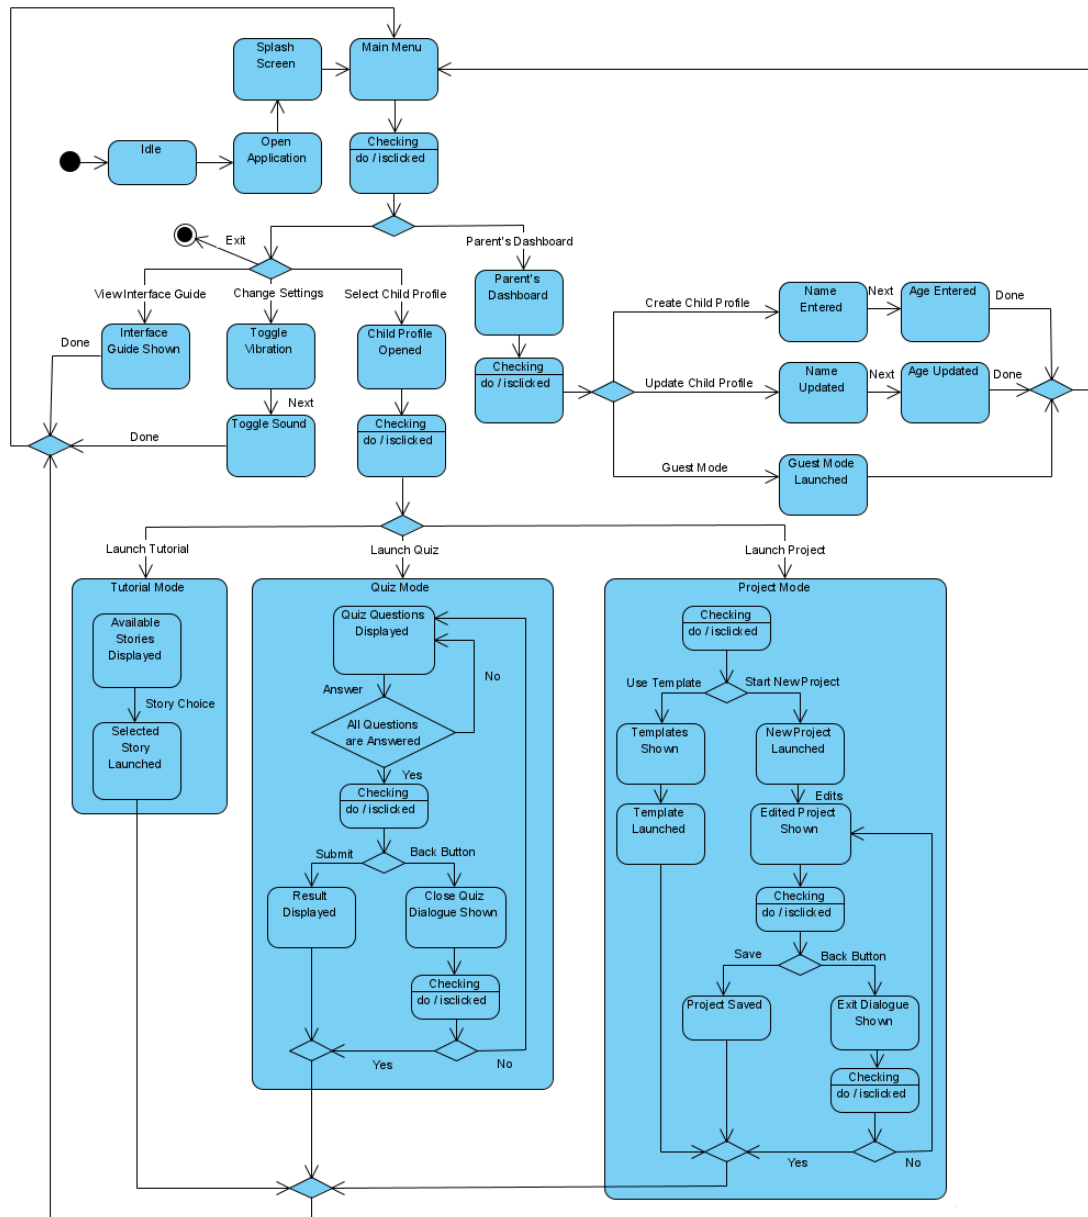 Splash
Screen
Main Menu
Idle
Open
Application
Checking
do / isclicked
Exit
Parent's Dashboard
View Interface Guide
Change Settings
Select Child Profile
Parent's
Dashboard
Create Child Profile
Name
Entered
Next
Age Entered
Done
Done
Interface
Guide Shown
Toggle
Vibration
Child Profile
Opened
Checking
do / isclicked
Update Child Profile
Name
Updated
Next
Age Updated
Done
Next
Done
Toggle Sound
Checking
do / isclicked
Guest Mode
Guest Mode
Launched
Launch Tutorial
Launch Quiz
Launch Project
Tutorial Mode
Available
Stories
Displayed
Story Choice
Selected
Story
Launched
Quiz Mode
Quiz Questions
Displayed
Answer
No
All Questions
are Answered
Yes
Checking
do / isclicked
Submit
Back Button
Result
Displayed
Close Quiz
Dialogue Shown
Checking
do / isclicked
Yes
No
Project Mode
Checking
do / isclicked
Use Template
Start New Project
Templates
Shown
New Project
Launched
Edits
Template
Launched
Edited Project
Shown
Checking
do / isclicked
Save
Back Button
Project Saved
Exit Dialogue
Shown
Checking
do / isclicked
Yes
No